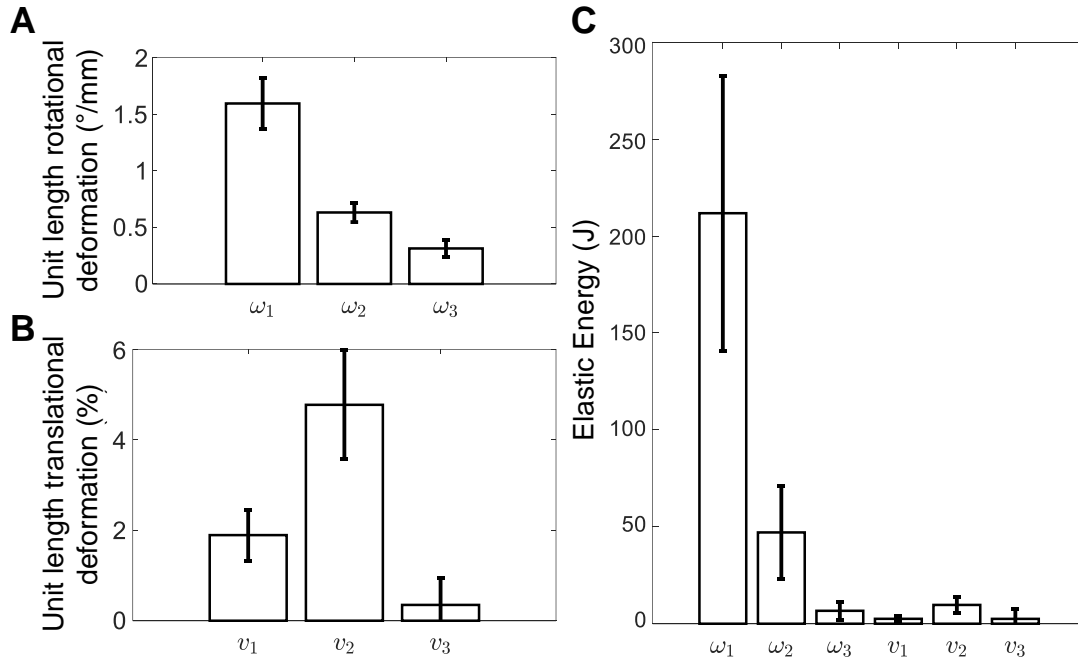 A
Unit length rotational
deformation (°/mm)
2
1.5
1
0.5
0
ω1
ω2
ω3
B
Unit length translational
deformation (%)
6
4
2
0
v1
v2
v3
C
Elastic Energy (J)
300
250
200
150
100
50
0
ω1
ω2
ω3
v1
v2
v3